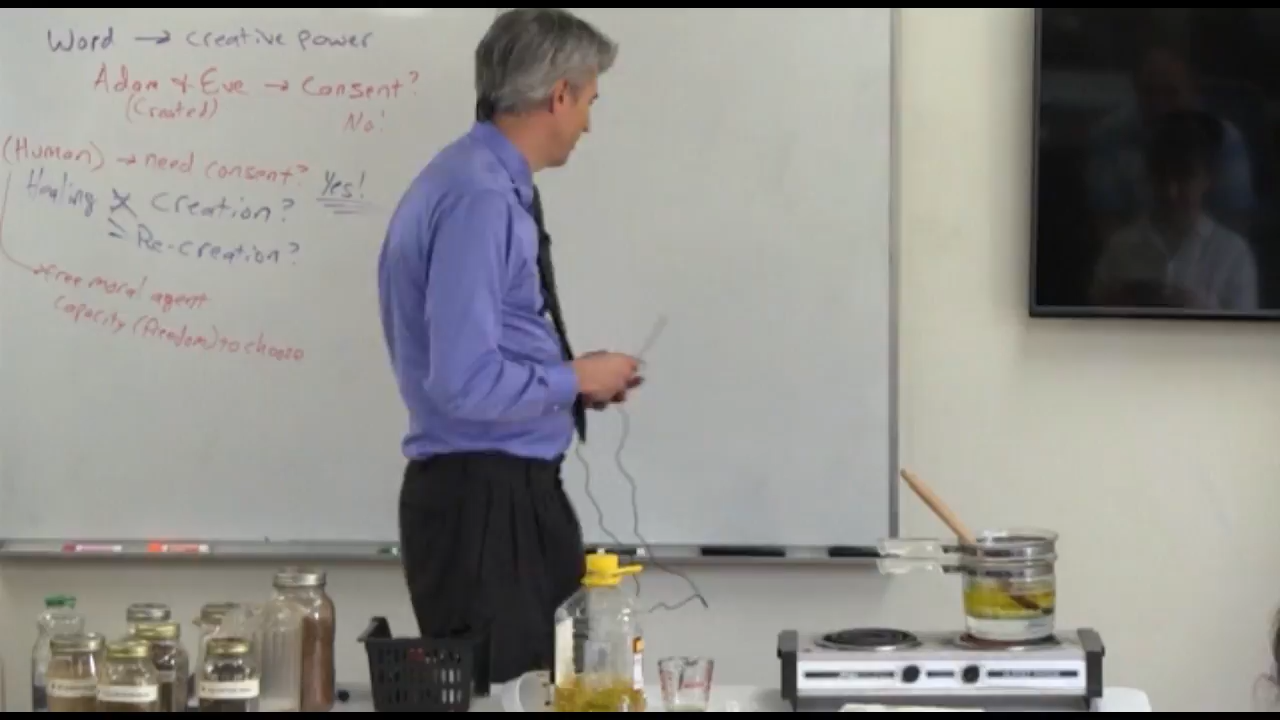 Word → creative power
Adam & Eve → Consent?
(Created)
No!
(Human) → need consent?
Yes!
Healing X Creation?
= Re-creation?
→ free moral agent
capacity (freedom) to choose